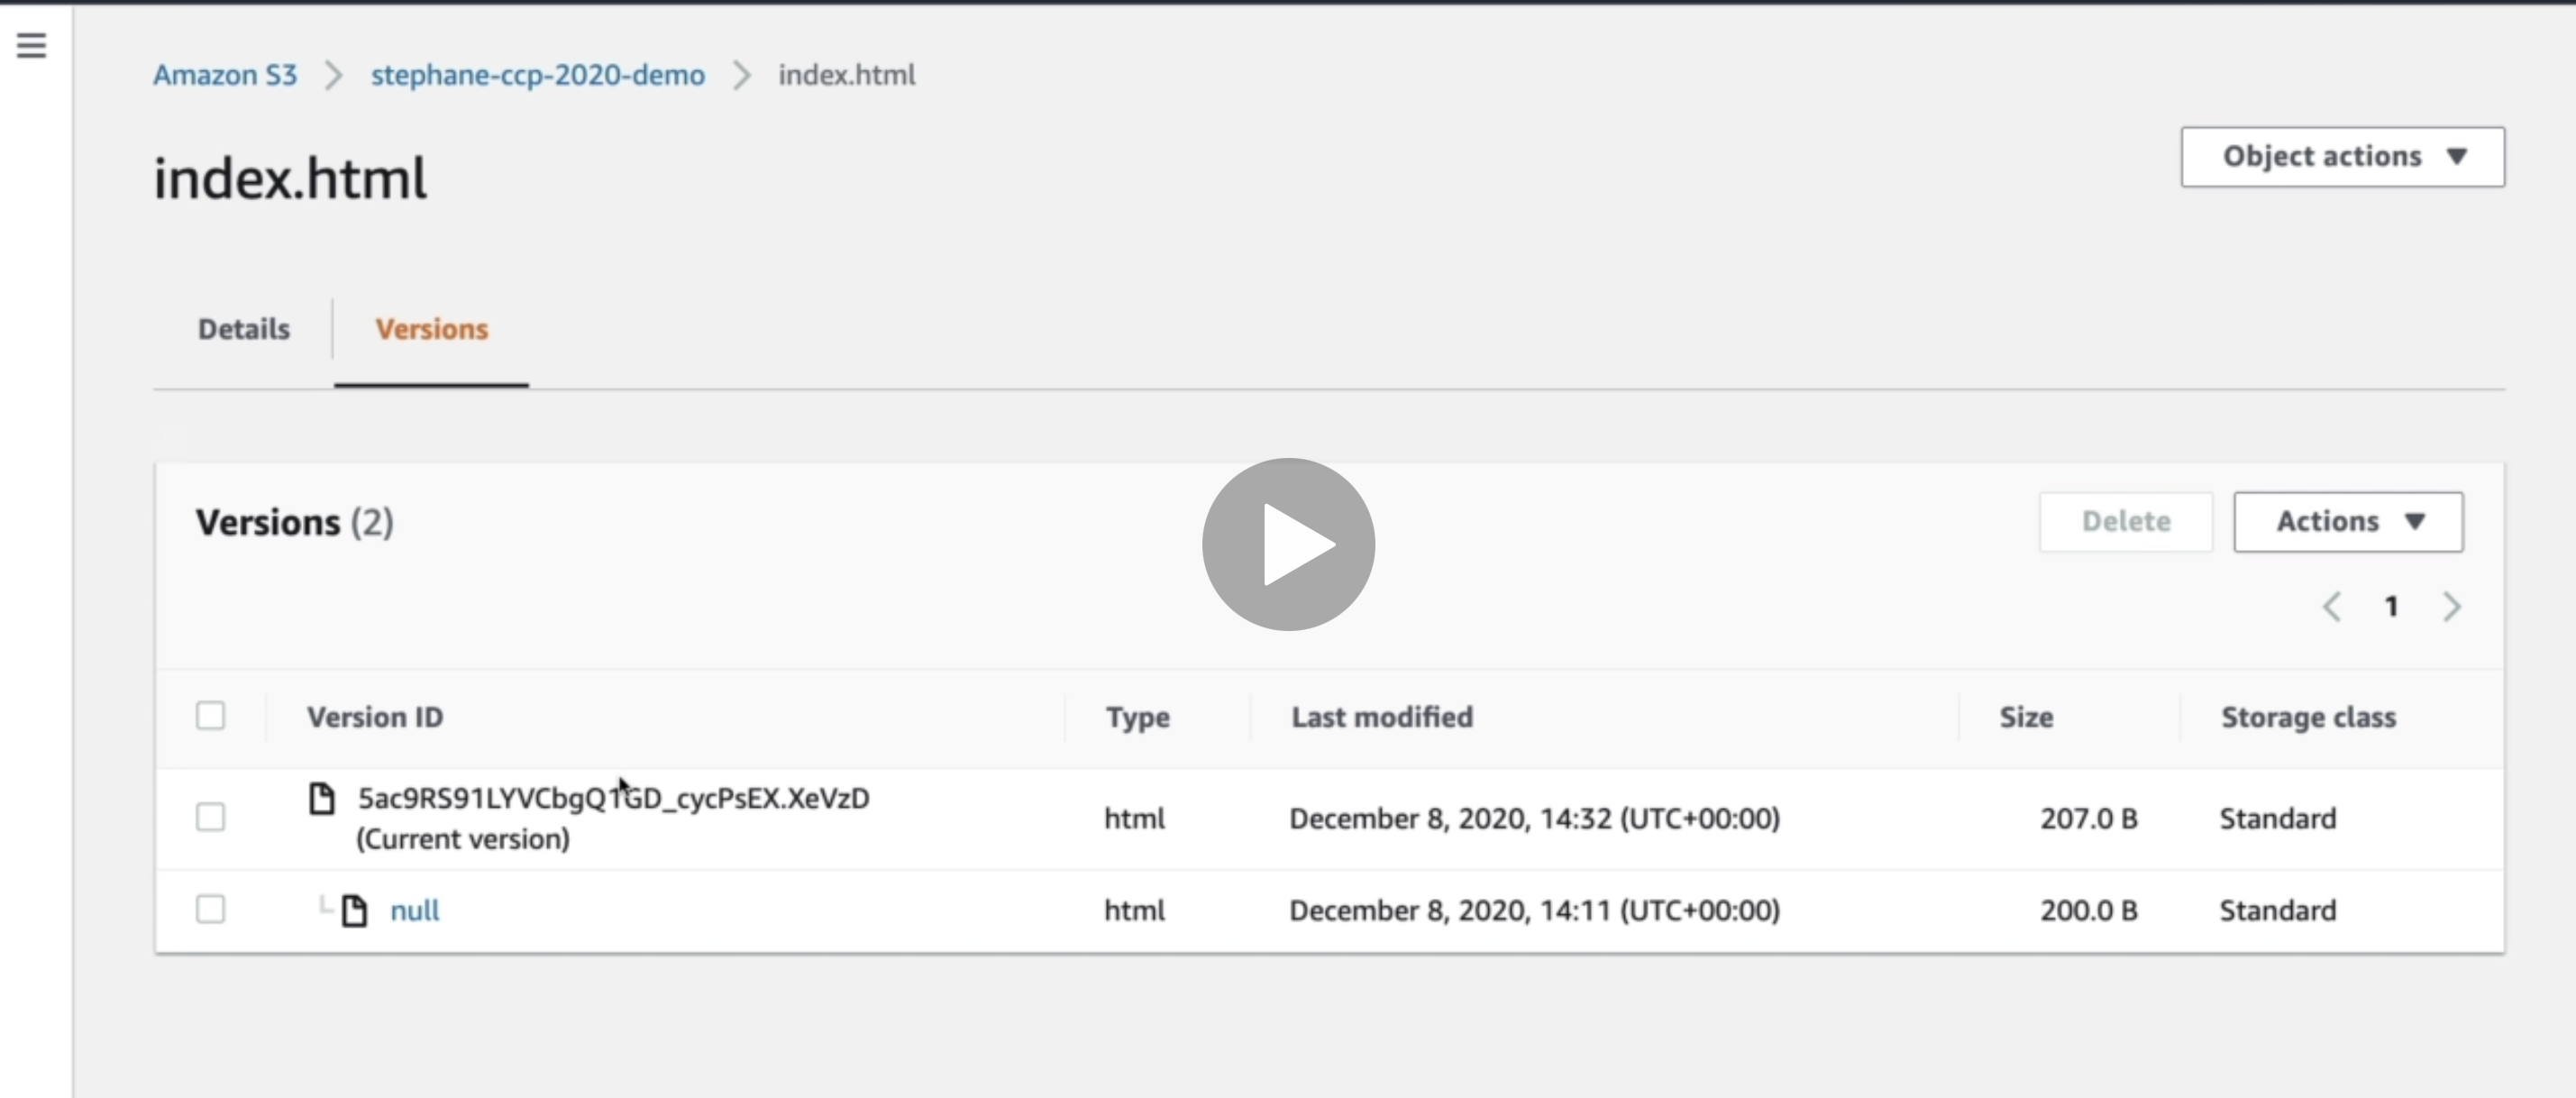 Amazon S3 > stephane-ccp-2020-demo > index.html
index.html
Object actions
Details
Versions
Versions (2)
Delete
Actions
1
Version ID Type Last modified Size Storage class
5ac9RS91LYVCbgQ1GD_cycPsEX.XeVzD
(Current version)
html December 8, 2020, 14:32 (UTC+00:00) 207.0 B Standard
null html December 8, 2020, 14:11 (UTC+00:00) 200.0 B Standard